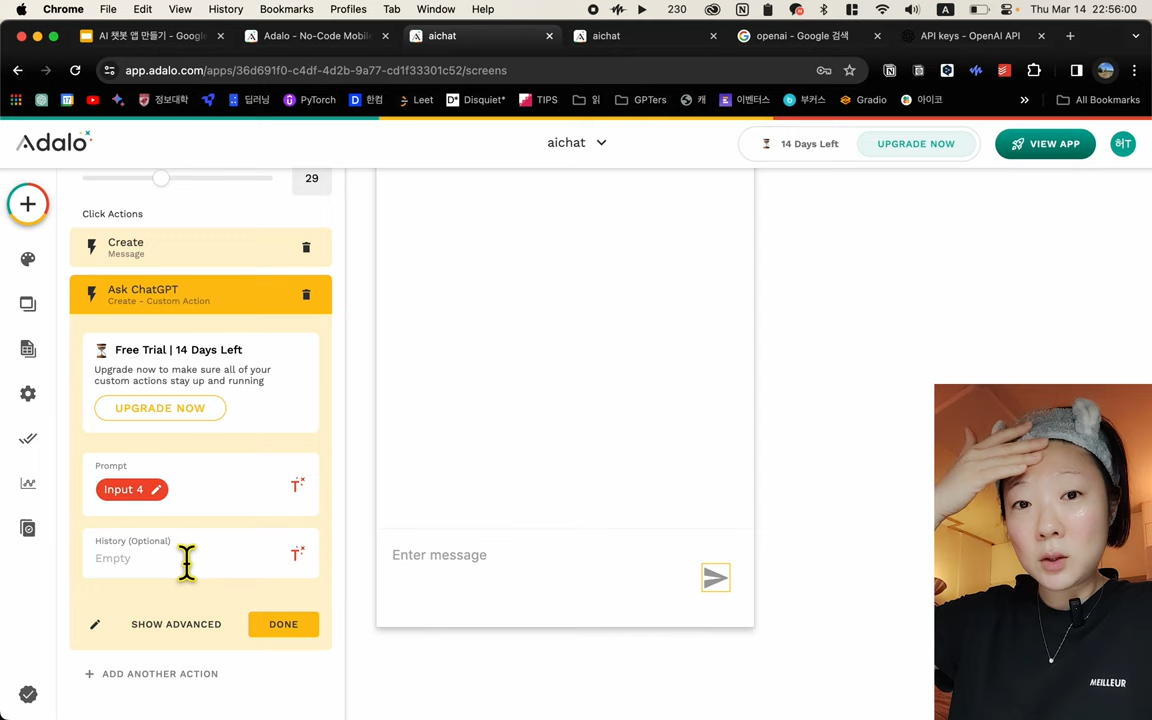 Chrome File Edit View History Bookmarks Profiles Tab Window Help 230 A Thu Mar 14 22:56:00
AI 챗봇 앱 만들기 - Google
Adalo - No-Code Mobile
aichat
aichat
openai - Google 검색
API keys - OpenAI API
app.adalo.com/apps/36d691f0-c4df-4d2b-9a77-cd1f33301c52/screens
정보대학 딥러닝 PyTorch 한컴 Leet Disquiet* TIPS 읽 GPTers 캐 이벤터스 부커스 Gradio 아이코 All Bookmarks
Adalo
aichat
14 Days Left
UPGRADE NOW
VIEW APP
허T
29
Click Actions
Create
Message
Ask ChatGPT
Create - Custom Action
Free Trial | 14 Days Left
Upgrade now to make sure all of your
custom actions stay up and running
UPGRADE NOW
Prompt
Input 4
History (Optional)
Empty
SHOW ADVANCED
DONE
ADD ANOTHER ACTION
Enter message
MEILLEUR